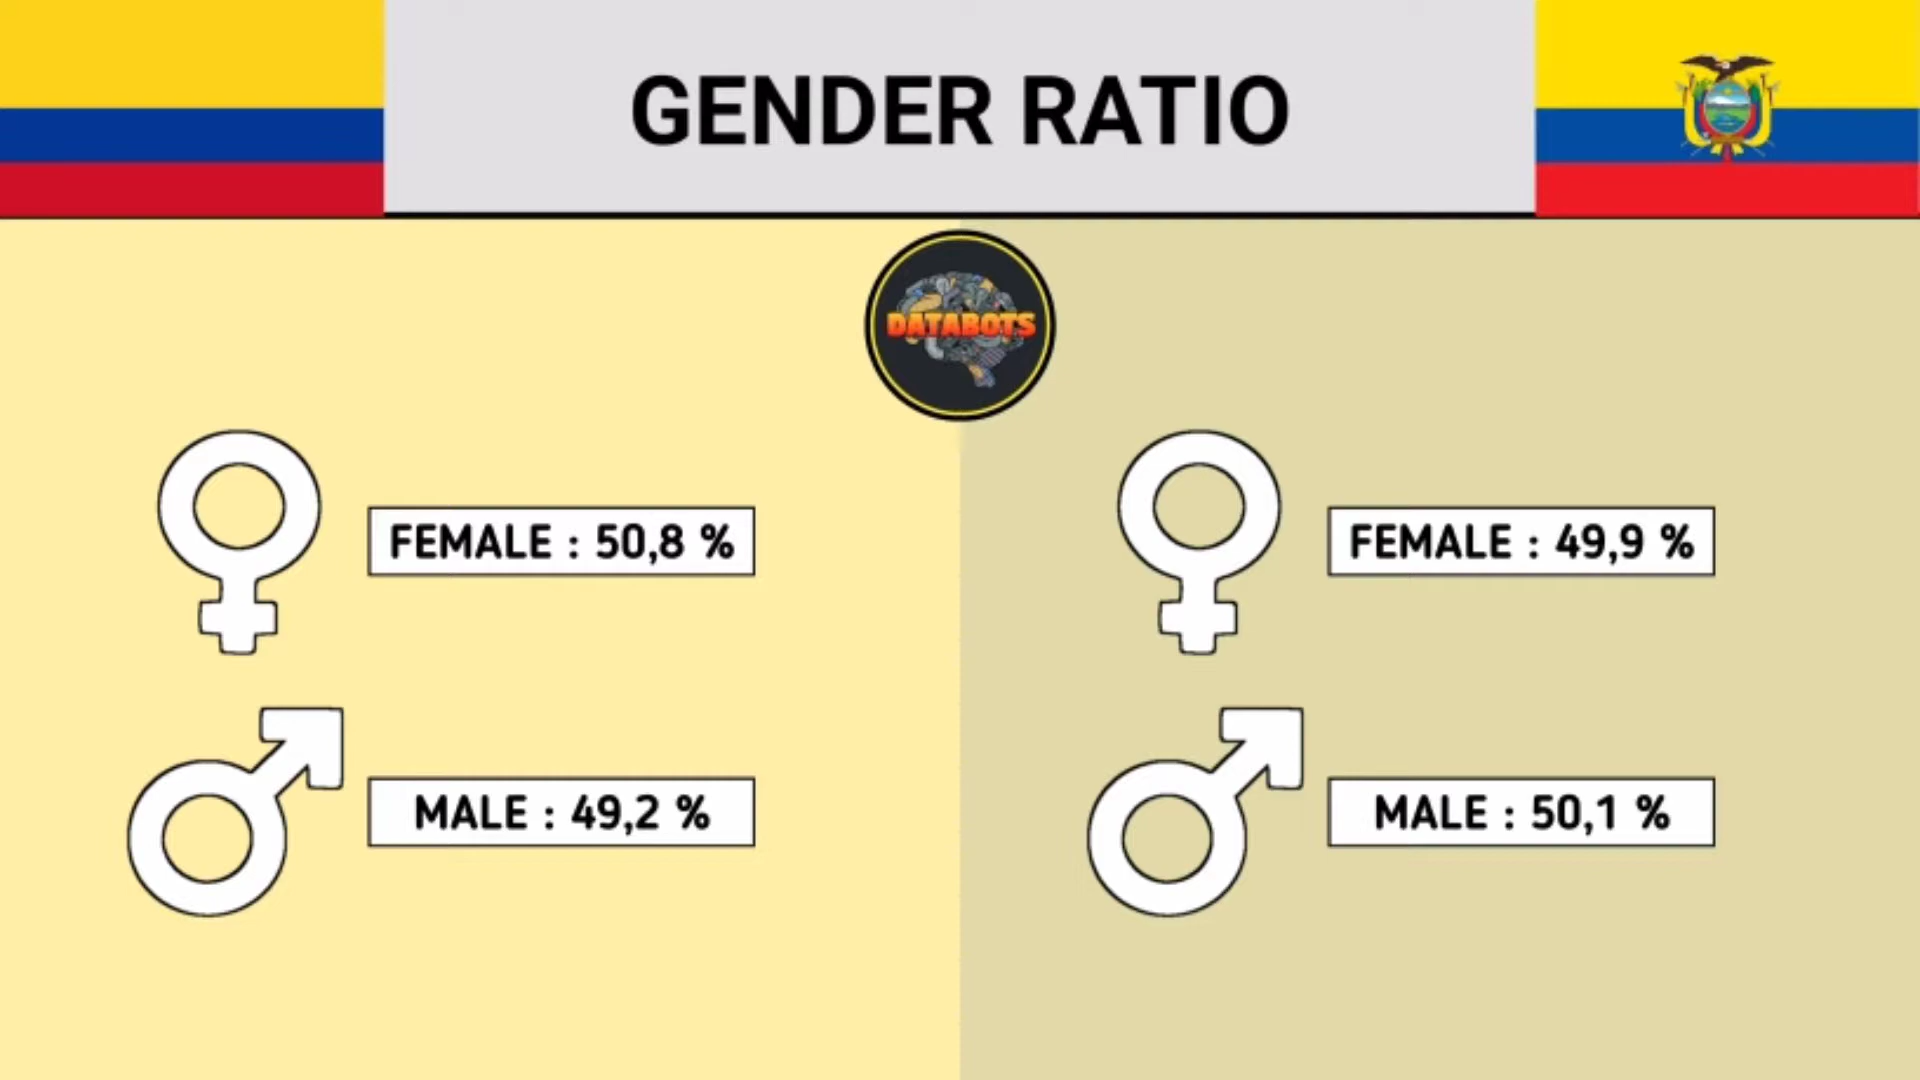 GENDER RATIO
DATABOTS
FEMALE : 50,8 %
MALE : 49,2 %
FEMALE : 49,9 %
MALE : 50,1 %